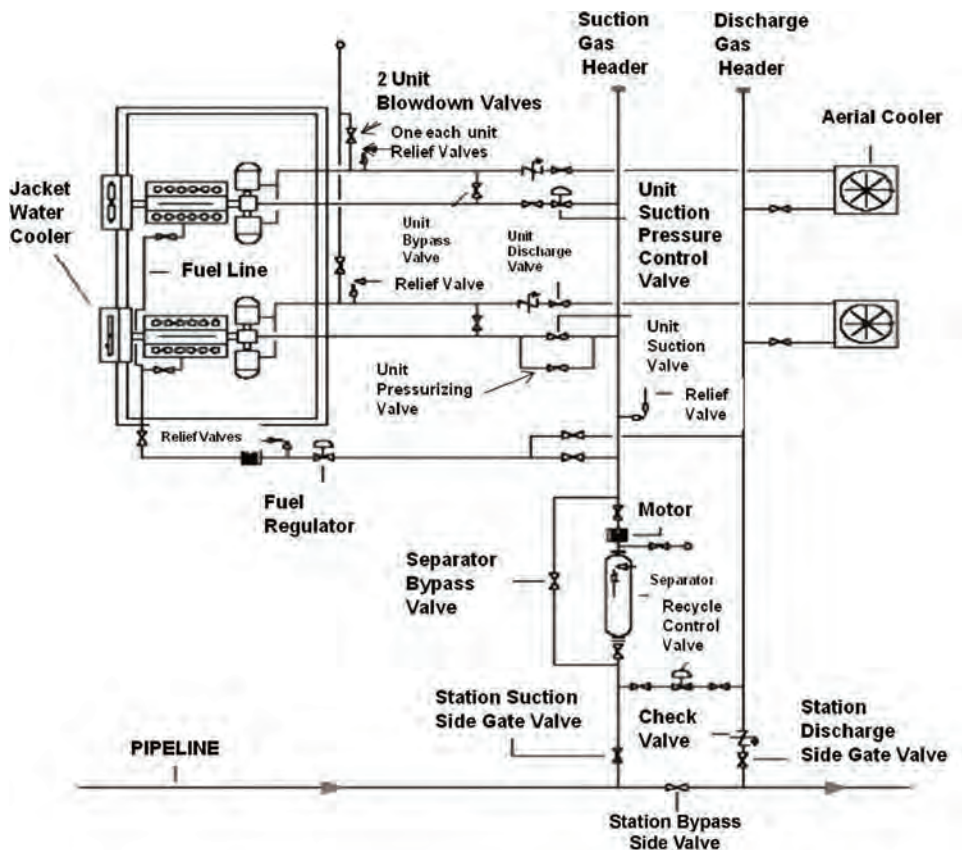 Suction
Gas
Header
Discharge
Gas
Header
2 Unit
Blowdown Valves
One each unit
Relief Valves
Aerial Cooler
Jacket
Water
Cooler
Fuel Line
Unit
Bypass
Valve
Unit
Discharge
Valve
Unit
Suction
Pressure
Control
Valve
Relief Valve
Unit
Suction
Valve
Unit
Pressurizing
Valve
Relief
Valve
Relief Valves
Fuel
Regulator
Motor
Separator
Bypass
Valve
Separator
Recycle
Control
Valve
Station Suction
Side Gate Valve
Check
Valve
Station
Discharge
Side Gate Valve
PIPELINE
Station Bypass
Side Valve